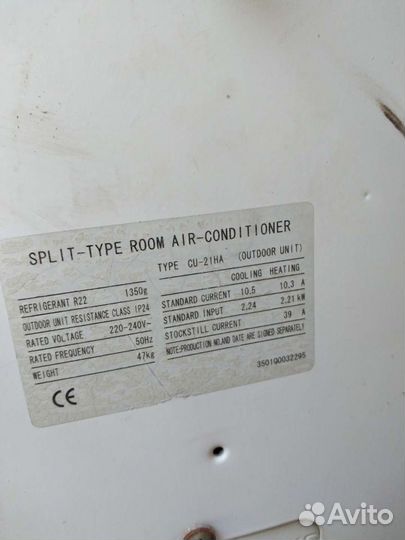 SPLIT-TYPE ROOM AIR-CONDITIONER
TYPE CU-21HA (OUTDOOR UNIT)
REFRIGERANT R22 1350g
OUTDOOR UNIT RESISTANCE CLASS IP24
RATED VOLTAGE 220-240V~
RATED FREQUENCY 50Hz
WEIGHT 47kg
COOLING HEATING
STANDARD CURRENT 10.5 10.3 A
STANDARD INPUT 2.24 2.21 kW
STOCKSTILL CURRENT 39 A
NOTE:PRODUCTION NO,AND DATE ARE SIGNED SEPARATELY
CE
3501Q0032295
Avito